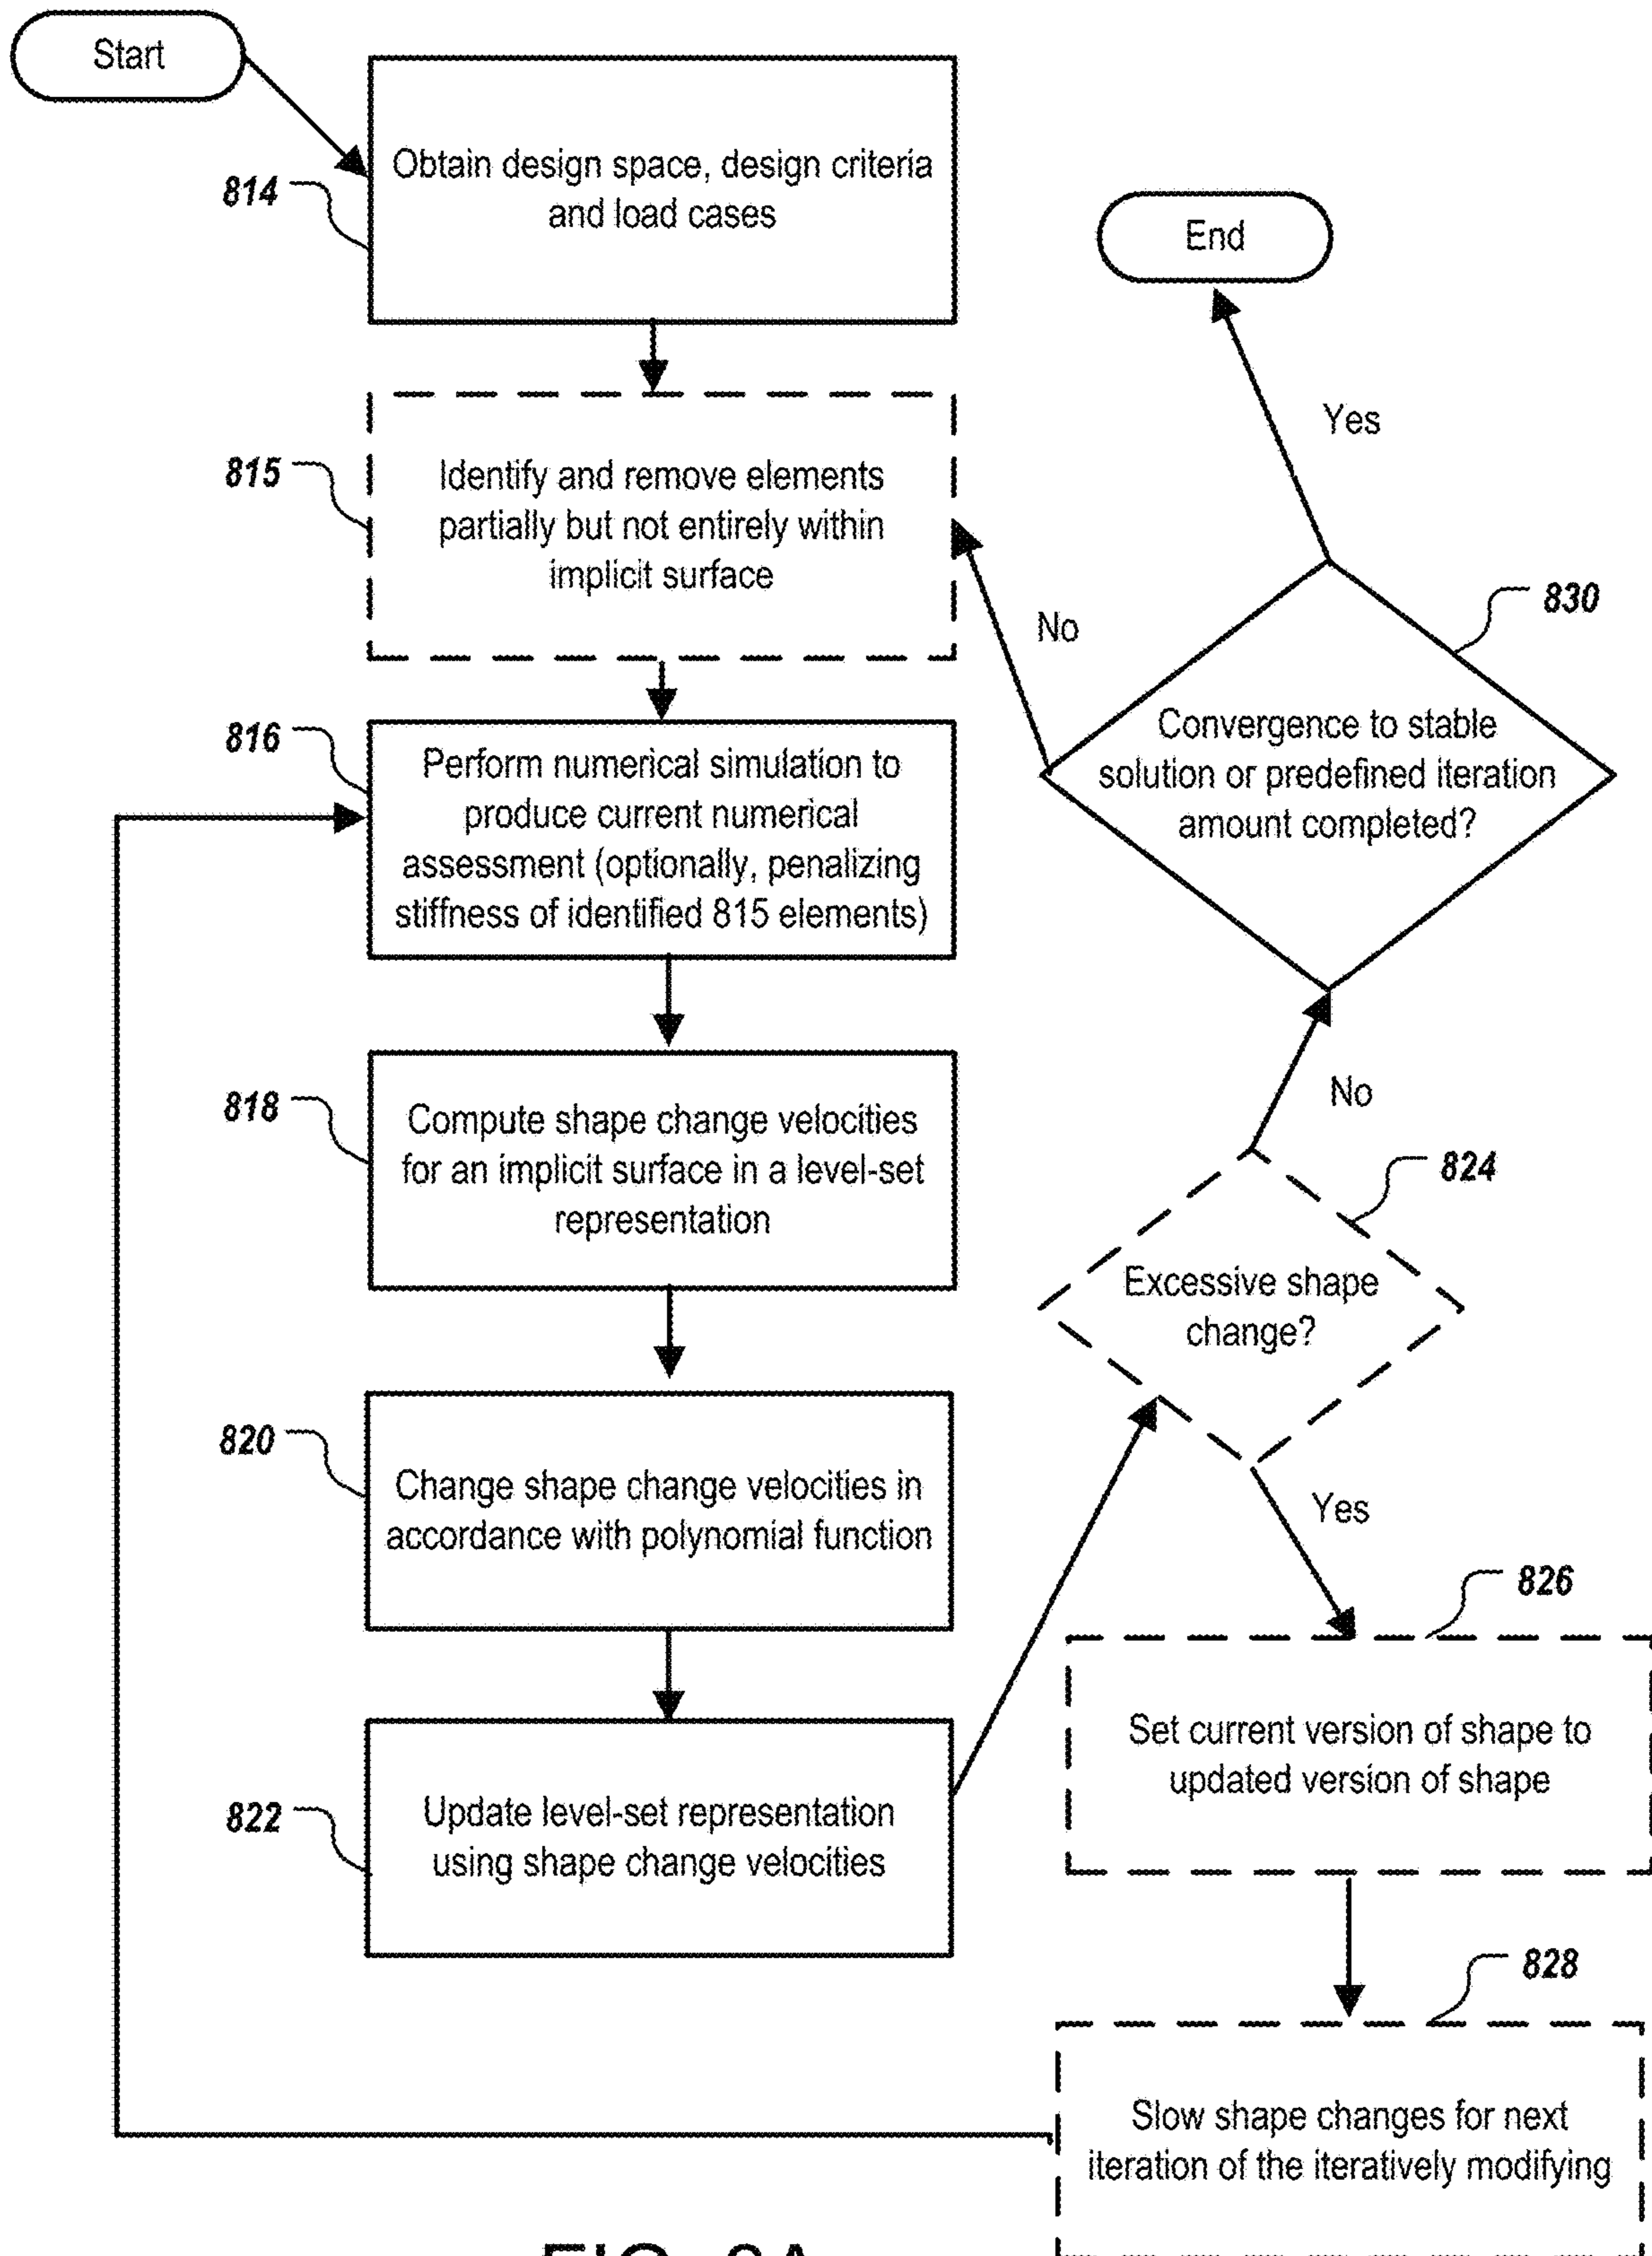 Start
814
Obtain design space, design criteria
and load cases
815
Identify and remove elements
partially but not entirely within
implicit surface
816
Perform numerical simulation to
produce current numerical
assessment (optionally, penalizing
stiffness of identified 815 elements)
818
Compute shape change velocities
for an implicit surface in a level-set
representation
820
Change shape change velocities in
accordance with polynomial function
822
Update level-set representation
using shape change velocities
824
Excessive shape
change?
Yes
826
Set current version of shape to
updated version of shape
828
Slow shape changes for next
iteration of the iteratively modifying
No
830
Convergence to stable
solution or predefined iteration
amount completed?
No
Yes
End